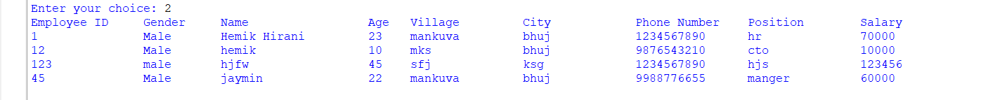 Enter your choice: 2
Employee ID Gender Name Age Village City Phone Number Position Salary
1 Male Hemik Hirani 23 mankuva bhuj 1234567890 hr 70000
12 Male hemik 10 mks bhuj 9876543210 cto 10000
123 male hjfw 45 sfj ksg 1234567890 hjs 123456
45 Male jaymin 22 mankuva bhuj 9988776655 manger 60000